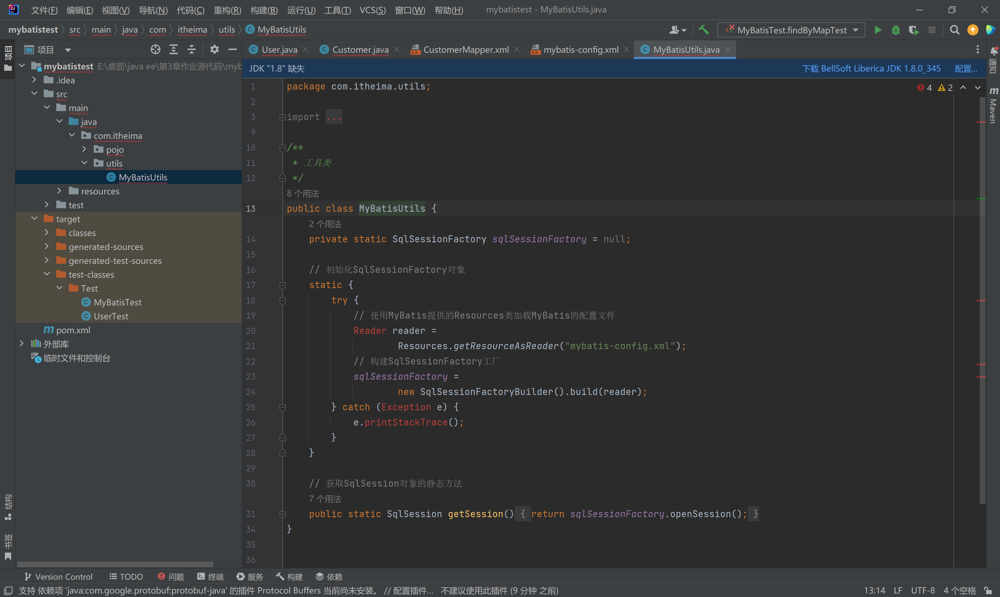 文件(F) 编辑(E) 视图(V) 导航(N) 代码(C) 重构(R) 构建(B) 运行(U) 工具(T) VCS(S) 窗口(W) 帮助(H) mybatistest - MyBatisUtils.java
mybatistest src main java com itheima utils MyBatisUtils MyBatisTest.findByMapTest
项目
User.java Customer.java CustomerMapper.xml mybatis-config.xml MyBatisUtils.java
JDK "1.8" 缺失 下载 BellSoft Liberica JDK 1.8.0_345 配置...
4 2
项目
结构
书签
通知
Maven
mybatistest E:\桌面\java ee\第3章作业源代码\myb
.idea
src
main
java
com.itheima
pojo
utils
MyBatisUtils
resources
test
target
classes
generated-sources
generated-test-sources
test-classes
Test
MyBatisTest
UserTest
pom.xml
外部库
临时文件和控制台
1 package com.itheima.utils;
2
3 import ...
9
10 /**
11 * 工具类
12 */
8 个用法
13 public class MyBatisUtils {
2 个用法
14 private static SqlSessionFactory sqlSessionFactory = null;
15
16 // 初始化SqlSessionFactory对象
17 static {
18 try {
19 // 使用MyBatis提供的Resources类加载MyBatis的配置文件
20 Reader reader =
21 Resources.getResourceAsReader("mybatis-config.xml");
22 // 构建SqlSessionFactory工厂
23 sqlSessionFactory =
24 new SqlSessionFactoryBuilder().build(reader);
25 } catch (Exception e) {
26 e.printStackTrace();
27 }
28 }
29
30 // 获取SqlSession对象的静态方法
7 个用法
31 public static SqlSession getSession() { return sqlSessionFactory.openSession(); }
34 }
35
36
Version Control TODO 问题 终端 服务 构建 依赖
支持 依赖项 'java:com.google.protobuf:protobuf-java' 的插件 Protocol Buffers 当前尚未安装。 // 配置插件... 不建议使用此插件 (9 分钟 之前) 13:14 LF UTF-8 4 个空格